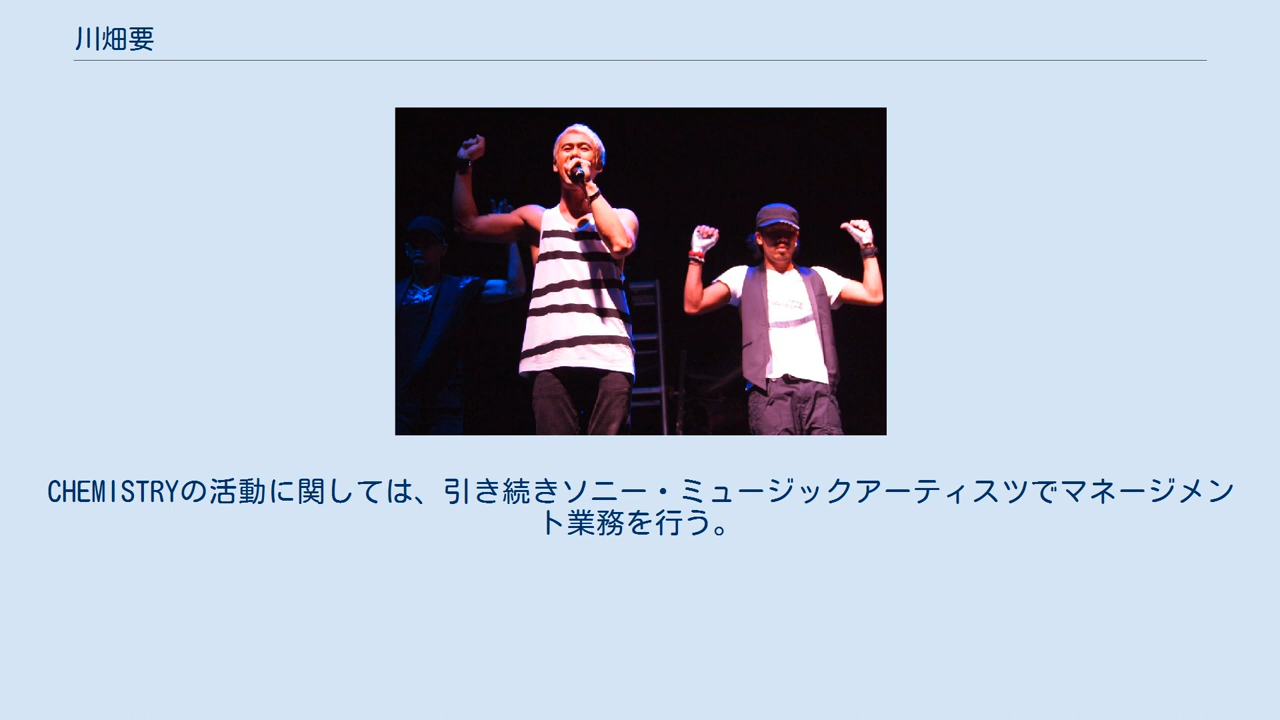 川畑要
CHEMISTRYの活動に関しては、引き続きソニー・ミュージックアーティスツでマネージメン
ト業務を行う。